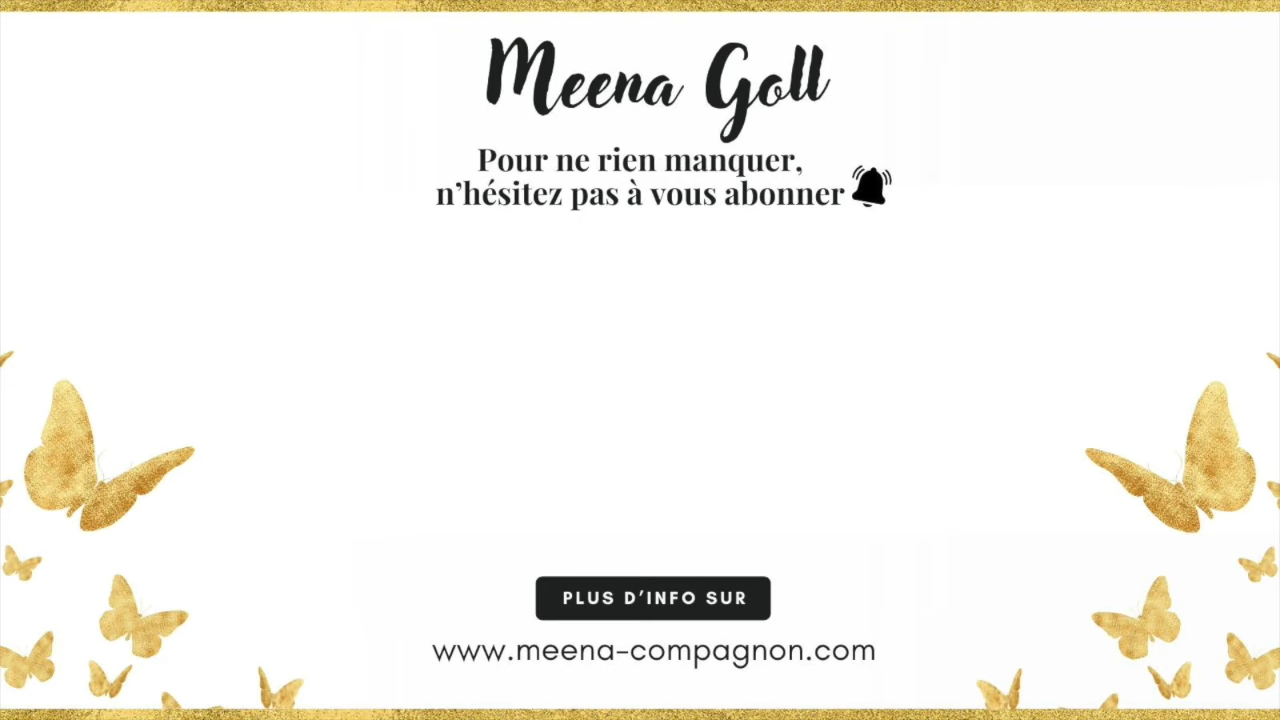 Meena Goll
Pour ne rien manquer,
n’hésitez pas à vous abonner
PLUS D’INFO SUR
www.meena-compagnon.com